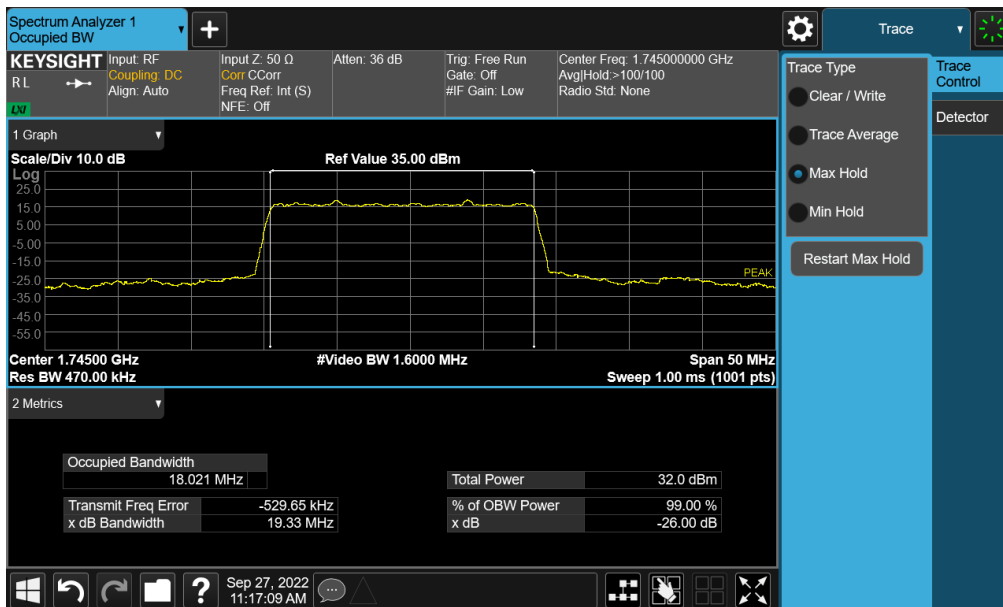 Spectrum Analyzer 1
Occupied BW
+
Trace
KEYSIGHT Input: RF Input Z: 50 Ω Atten: 36 dB Trig: Free Run Center Freq: 1.745000000 GHz
R L Coupling: DC Corr CCorr Gate: Off Avg|Hold:>100/100
Align: Auto Freq Ref: Int (S) #IF Gain: Low Radio Std: None
LXI NFE: Off
Trace Type
Clear / Write
Trace Average
Max Hold
Min Hold
Restart Max Hold
Trace
Control
Detector
1 Graph
Scale/Div 10.0 dB Ref Value 35.00 dBm
Log
25.0
15.0
5.00
-5.00
-15.0
-25.0
-35.0
-45.0
-55.0
PEAK
Center 1.74500 GHz #Video BW 1.6000 MHz Span 50 MHz
Res BW 470.00 kHz Sweep 1.00 ms (1001 pts)
2 Metrics
Occupied Bandwidth
18.021 MHz Total Power 32.0 dBm
Transmit Freq Error -529.65 kHz % of OBW Power 99.00 %
x dB Bandwidth 19.33 MHz x dB -26.00 dB
? Sep 27, 2022
11:17:09 AM